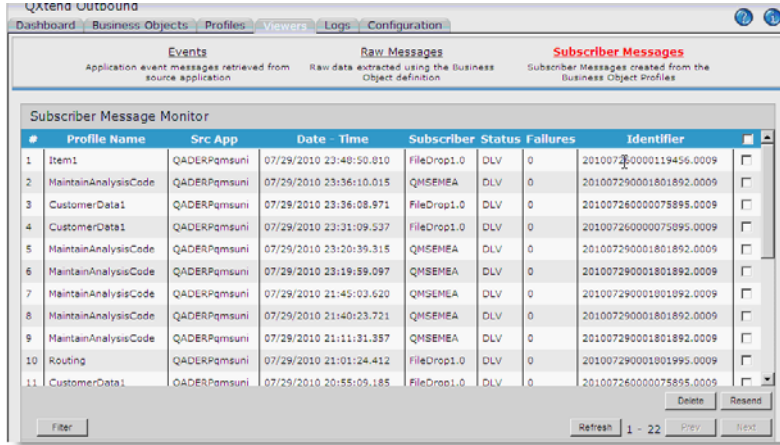 QXtend Outbound
Dashboard Business Objects Profiles Viewers Logs Configuration
Events Raw Messages Subscriber Messages
Application event messages retrieved from Raw data extracted using the Business Subscriber Messages created from the
source application Object definition Business Object Profiles
Subscriber Message Monitor
# Profile Name Src App Date - Time Subscriber Status Failures Identifier
1 Item1 QADERPqmsuni 07/29/2010 23:48:50.810 FileDrop1.0 DLV 0 201007260000119456.0009
2 MaintainAnalysisCode QADERPqmsuni 07/29/2010 23:36:10.015 QMSEMEA DLV 0 201007290001801892.0009
3 CustomerData1 QADERPqmsuni 07/29/2010 23:36:08.971 FileDrop1.0 DLV 0 201007260000075895.0009
4 CustomerData1 QADERPqmsuni 07/29/2010 23:31:09.537 FileDrop1.0 DLV 0 201007260000075895.0009
5 MaintainAnalysisCode QADERPqmsuni 07/29/2010 23:20:39.315 QMSEMEA DLV 0 201007290001801892.0009
6 MaintainAnalysisCode QADERPqmsuni 07/29/2010 23:19:59.097 QMSEMEA DLV 0 201007290001801892.0009
7 MaintainAnalysisCode QADERPqmsuni 07/29/2010 21:45:03.620 QMSEMEA DLV 0 201007290001801892.0009
8 MaintainAnalysisCode QADERPqmsuni 07/29/2010 21:40:23.721 QMSEMEA DLV 0 201007290001801892.0009
9 MaintainAnalysisCode QADERPqmsuni 07/29/2010 21:11:31.357 QMSEMEA DLV 0 201007290001801892.0009
10 Routing QADERPqmsuni 07/29/2010 21:01:24.412 FileDrop1.0 DLV 0 201007290001001995.0009
11 CustomerData1 QADERPqmsuni 07/29/2010 20:55:09.185 FileDrop1.0 DLV 0 201007260000075895.0009
Delete Resend
Filter Refresh 1 - 22 Prev Next